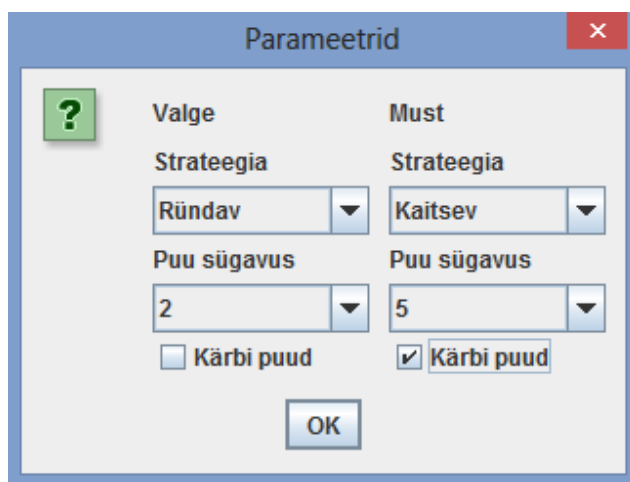 Parameetrid
Valge Must
Strateegia Strateegia
Ründav Kaitsev
Puu sügavus Puu sügavus
2 5
Kärbi puud Kärbi puud
OK